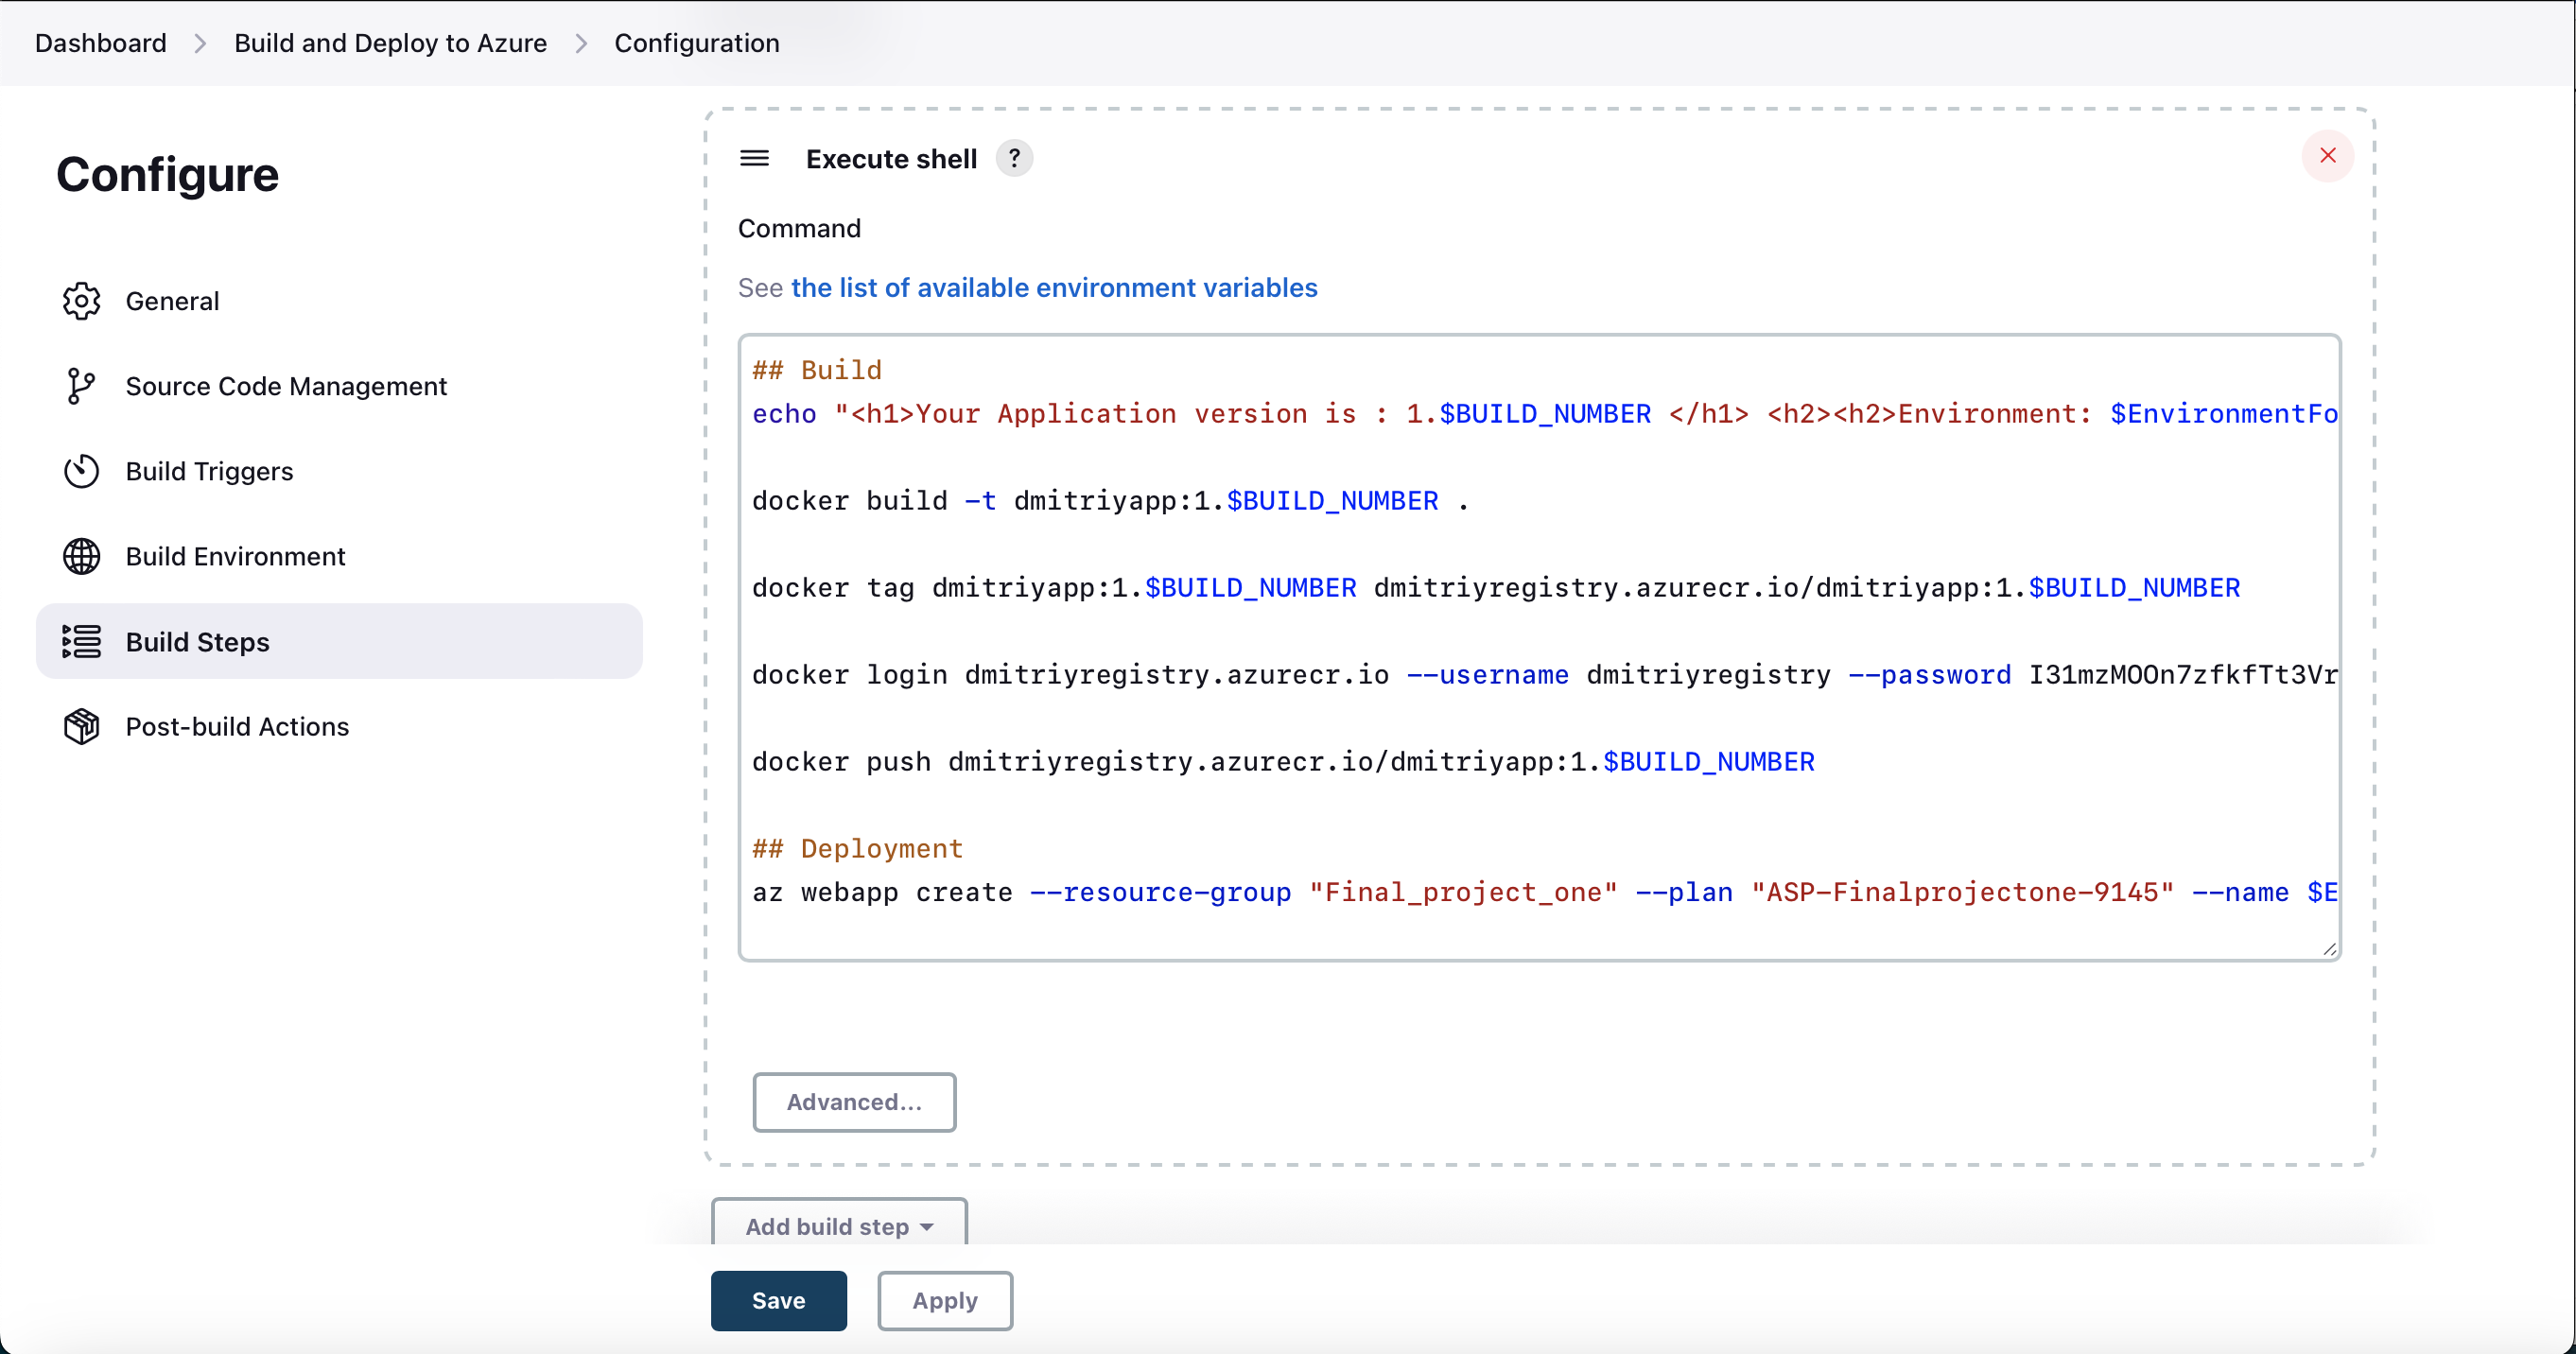 Dashboard > Build and Deploy to Azure > Configuration
Configure
General
Source Code Management
Build Triggers
Build Environment
Build Steps
Post-build Actions
Execute shell ?
Command
See the list of available environment variables
## Build
echo "<h1>Your Application version is : 1.$BUILD_NUMBER </h1> <h2><h2>Environment: $EnvironmentFo
docker build -t dmitriyapp:1.$BUILD_NUMBER .
docker tag dmitriyapp:1.$BUILD_NUMBER dmitriyregistry.azurecr.io/dmitriyapp:1.$BUILD_NUMBER
docker login dmitriyregistry.azurecr.io --username dmitriyregistry --password I31mzMOOn7zfkfTt3Vr
docker push dmitriyregistry.azurecr.io/dmitriyapp:1.$BUILD_NUMBER
## Deployment
az webapp create --resource-group "Final_project_one" --plan "ASP-Finalprojectone-9145" --name $E
Advanced...
Add build step
Save
Apply